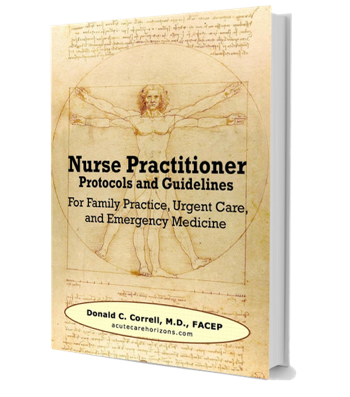 Nurse Practitioner
Protocols and Guidelines
For Family Practice, Urgent Care,
and Emergency Medicine
Donald C. Correll, M.D., FACEP
acutecarehorizons.com